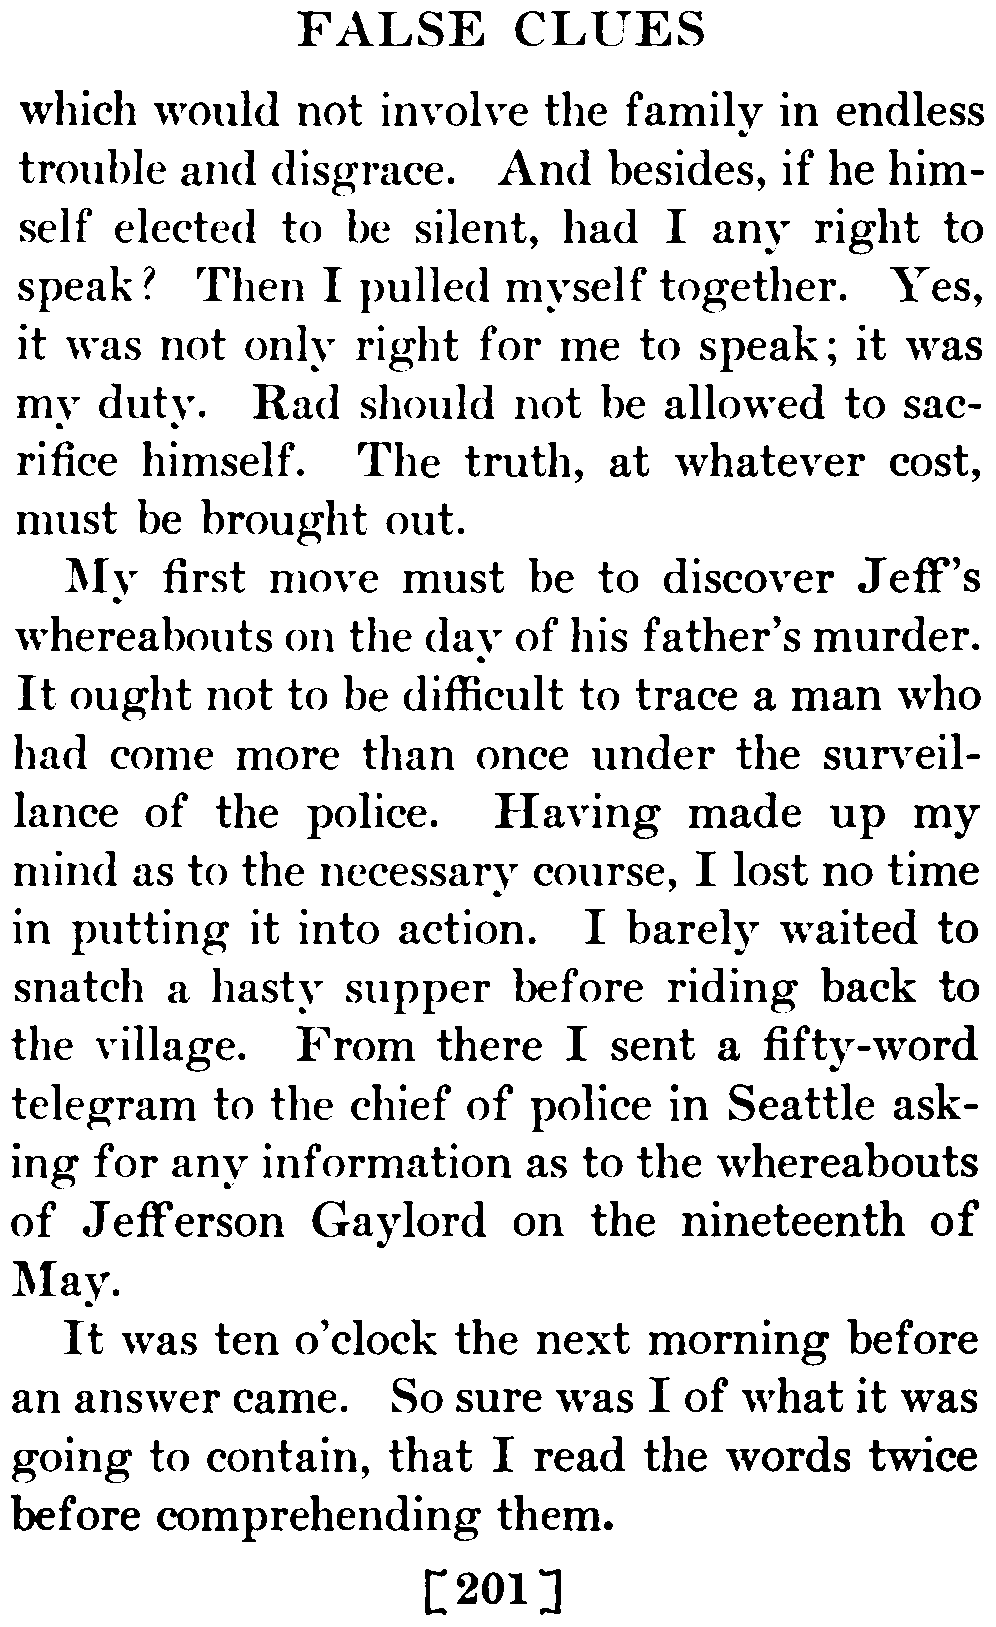 FALSE CLUES
which would not involve the family in endless
trouble and disgrace. And besides, if he him-
self elected to be silent, had I any right to
speak? Then I pulled myself together. Yes,
it was not only right for me to speak; it was
my duty. Rad should not be allowed to sac-
rifice himself. The truth, at whatever cost,
must be brought out.
My first move must be to discover Jeff's
whereabouts on the day of his father's murder.
It ought not to be difficult to trace a man who
had come more than once under the surveil-
lance of the police. Having made up my
mind as to the necessary course, I lost no time
in putting it into action. I barely waited to
snatch a hasty supper before riding back to
the village. From there I sent a fifty-word
telegram to the chief of police in Seattle ask-
ing for any information as to the whereabouts
of Jefferson Gaylord on the nineteenth of
May.
It was ten o'clock the next morning before
an answer came. So sure was I of what it was
going to contain, that I read the words twice
before comprehending them.
[201]